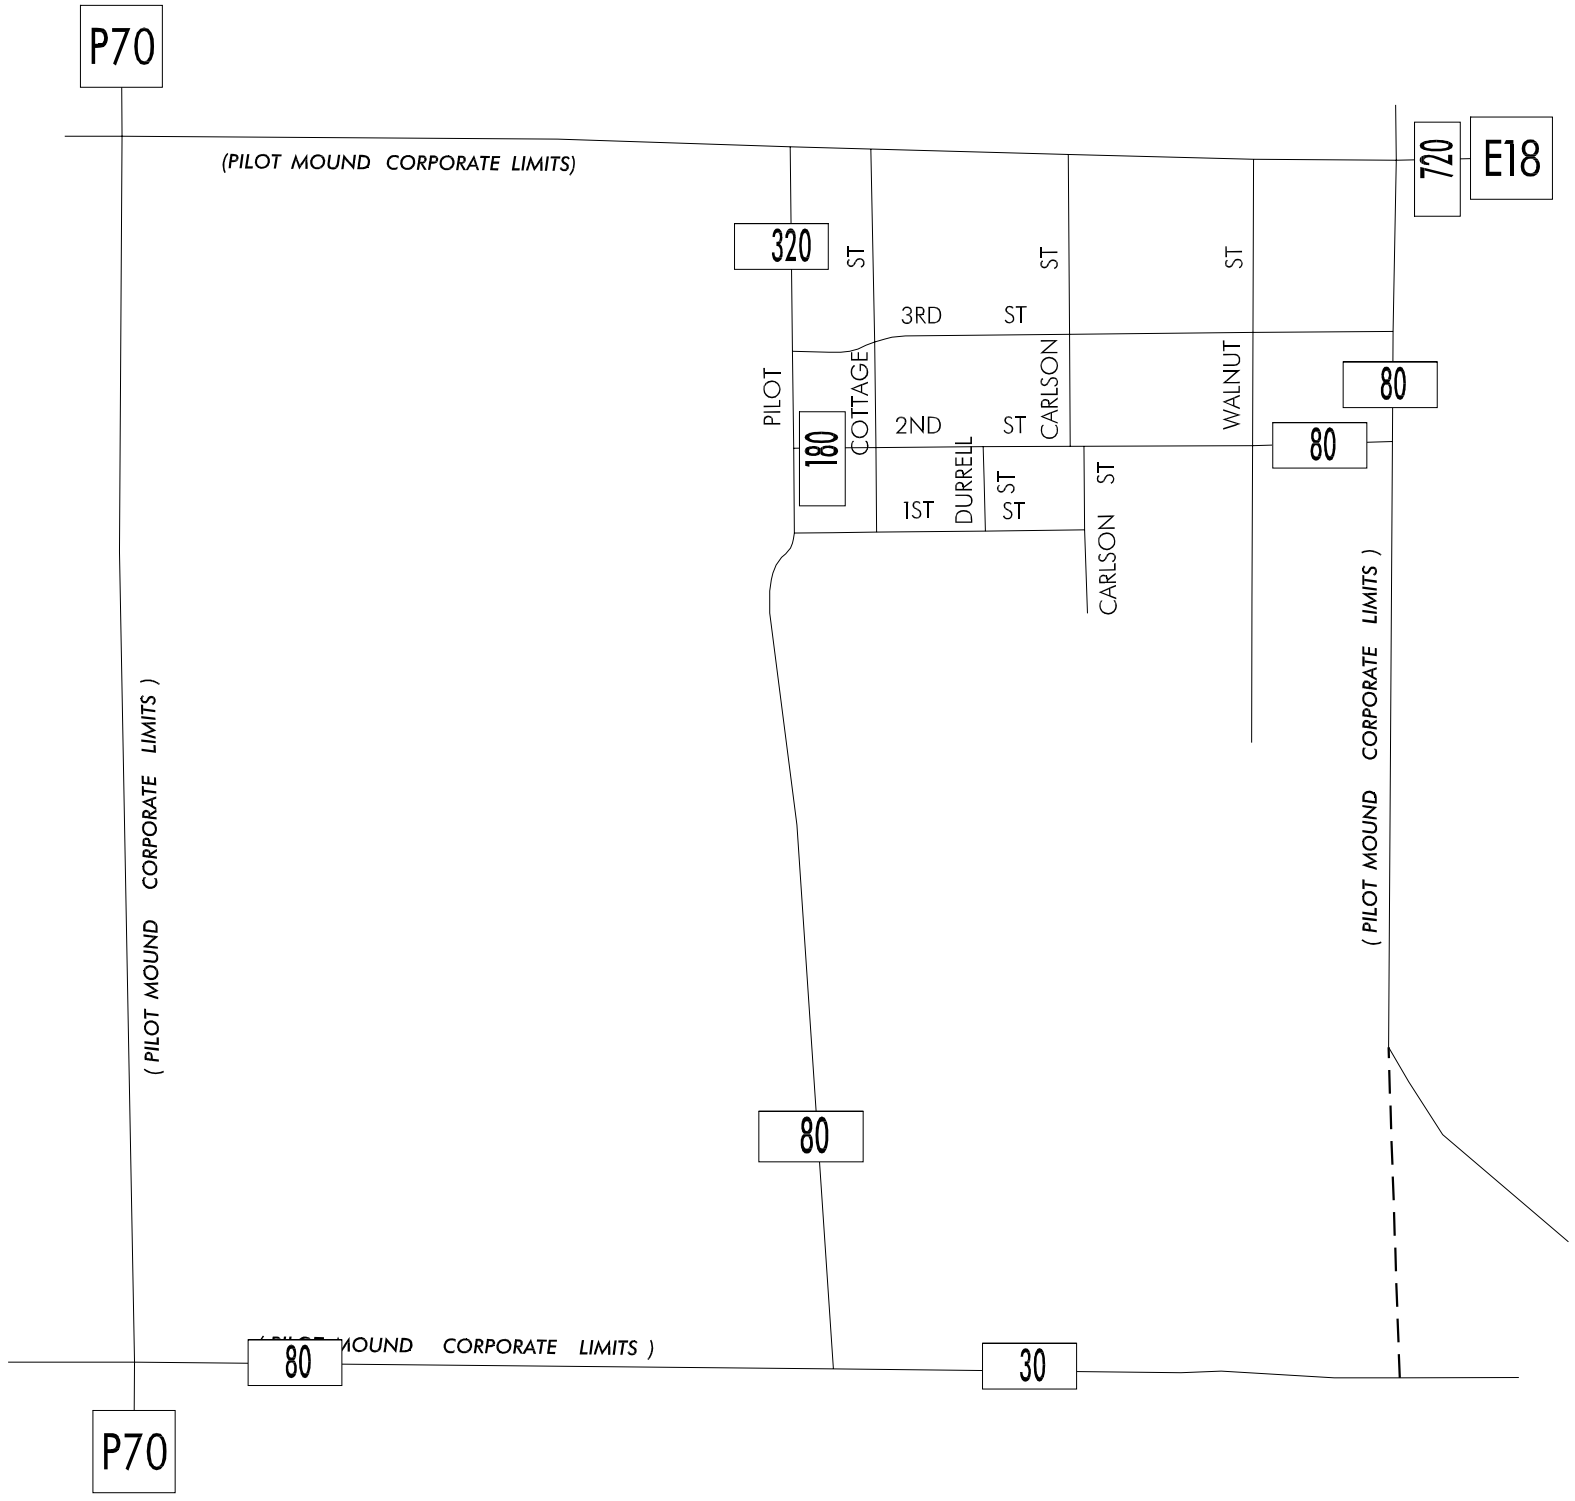 P70
(PILOT MOUND CORPORATE LIMITS)
720
E18
320
ST
ST
ST
3RD ST
PILOT
COTTAGE
CARLSON
WALNUT
80
2ND ST
180
80
DURRELL
ST
ST
1ST ST
CARLSON
( PILOT MOUND CORPORATE LIMITS )
( PILOT MOUND CORPORATE LIMITS )
80
( PILOT MOUND CORPORATE LIMITS )
80
30
P70